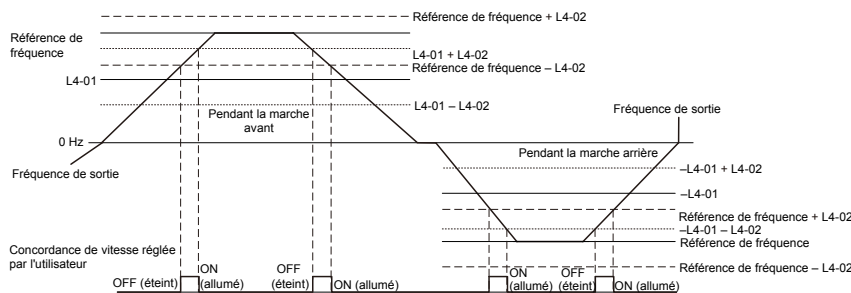 Référence de fréquence + L4-02
Référence de
fréquence
L4-01 + L4-02
Référence de fréquence – L4-02
L4-01
L4-01 – L4-02
Pendant la marche
avant
Fréquence de sortie
0 Hz
Pendant la marche arrière
–L4-01 + L4-02
Fréquence de sortie
–L4-01
Référence de fréquence + L4-02
–L4-01 – L4-02
Référence de fréquence
Concordance de vitesse réglée
par l'utilisateur
Référence de fréquence – L4-02
OFF (éteint)
ON
(allumé)
OFF
(éteint)
ON (allumé)
ON
(allumé)
OFF
(éteint)
ON (allumé)